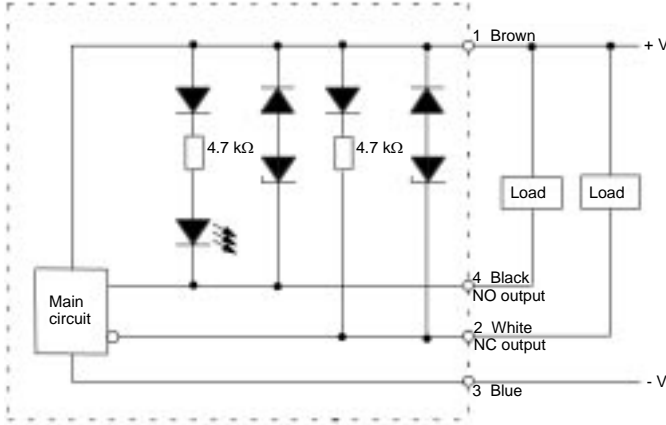 1 Brown
+ V
4.7 kΩ
4.7 kΩ
Load
Load
4 Black
NO output
Main
circuit
2 White
NC output
3 Blue
- V